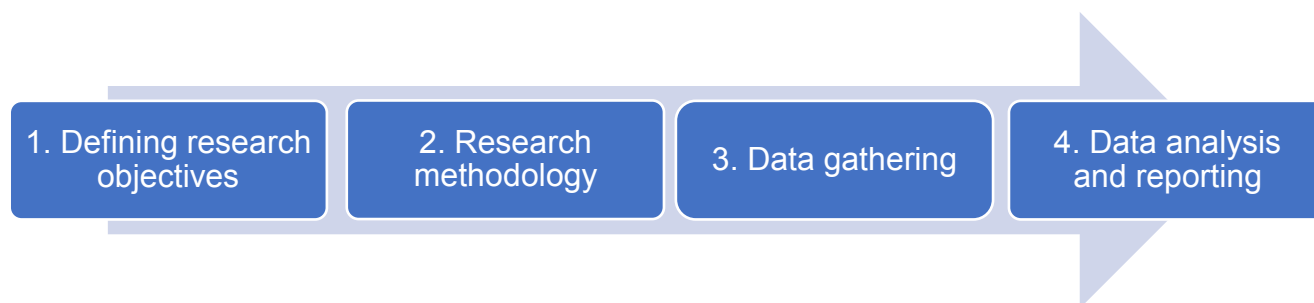 1. Defining research
objectives
2. Research
methodology
3. Data gathering
4. Data analysis
and reporting